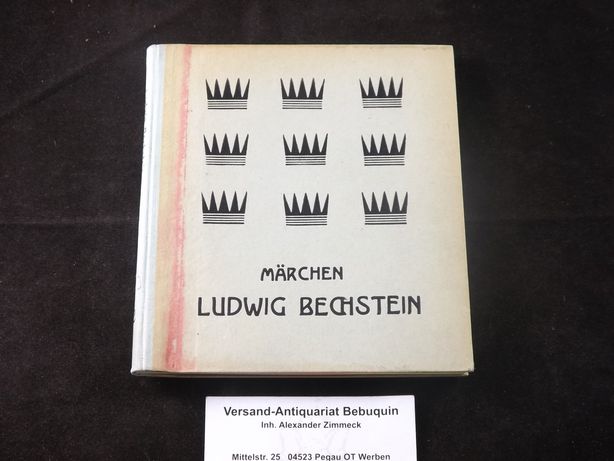 MÄRCHEN
LUDWIG BECHSTEIN
Versand-Antiquariat Bebuquin
Inh. Alexander Zimmeck
Mittelstr. 25 04523 Pegau OT Werben